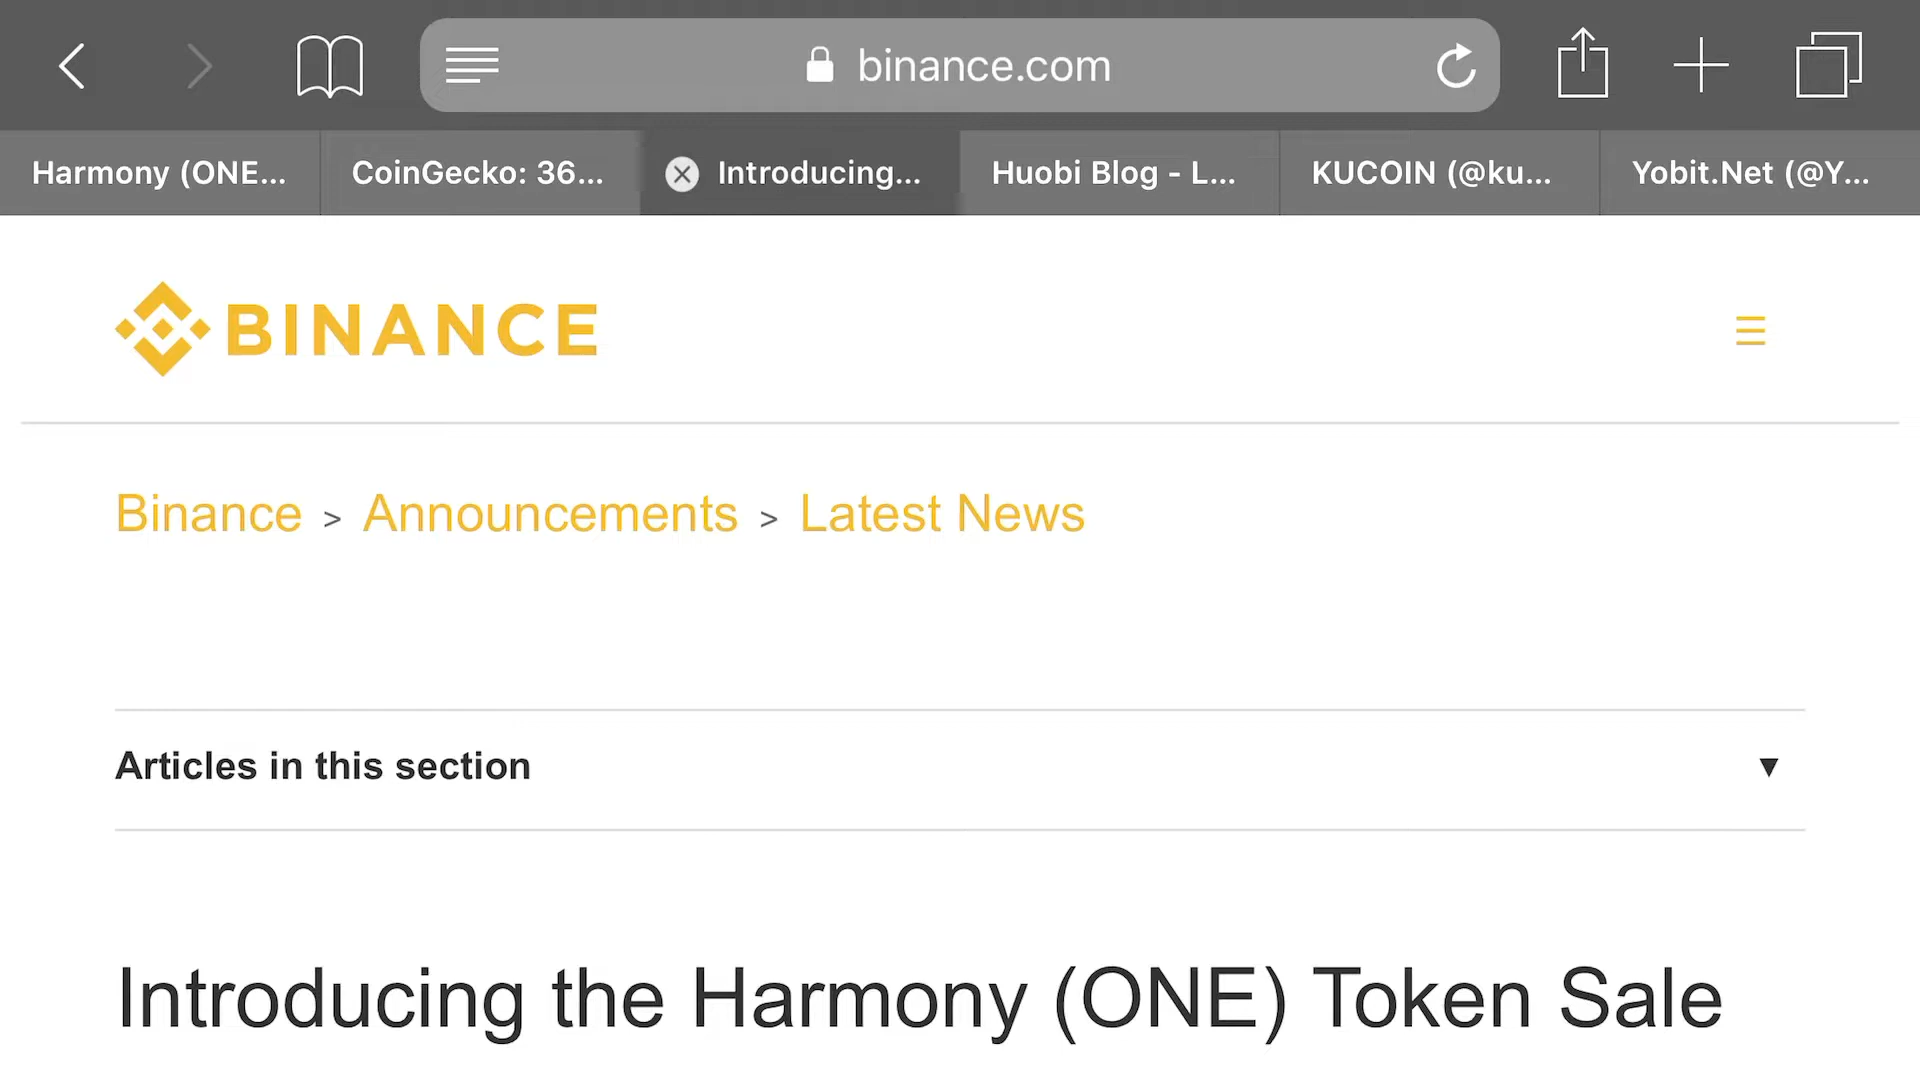 binance.com
Harmony (ONE... CoinGecko: 36... Introducing... Huobi Blog - L... KUCOIN (@ku... Yobit.Net (@Y...
BINANCE
Binance > Announcements > Latest News
Articles in this section
Introducing the Harmony (ONE) Token Sale